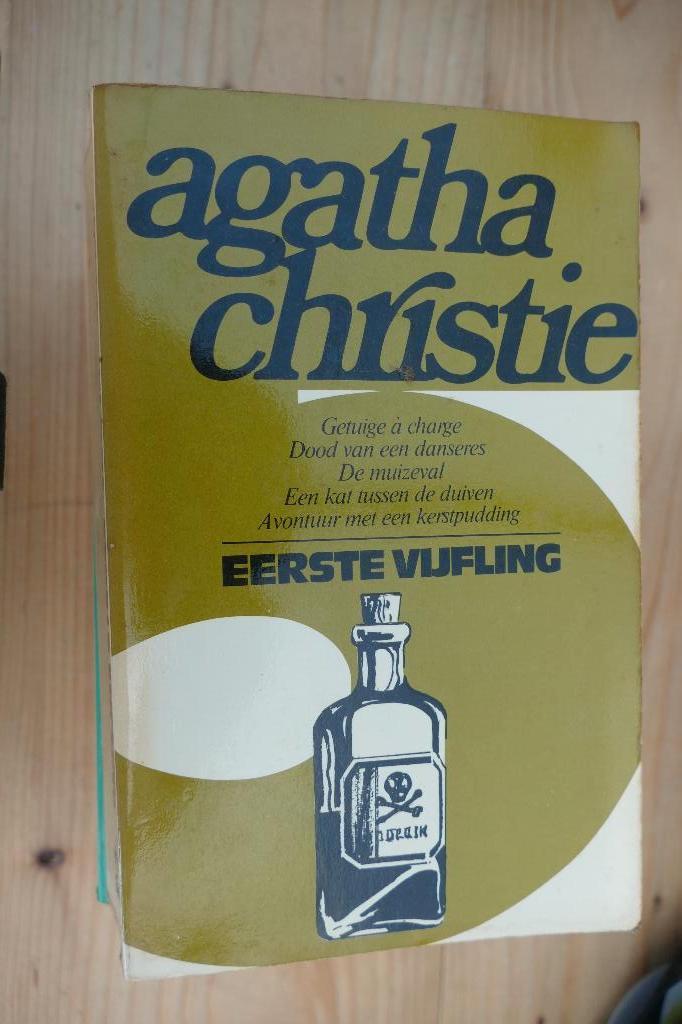 agatha
christie
Getuige à charge
Dood van een danseres
De muizeval
Een kat tussen de duiven
Avontuur met een kerstpudding
EERSTE VIJFLING